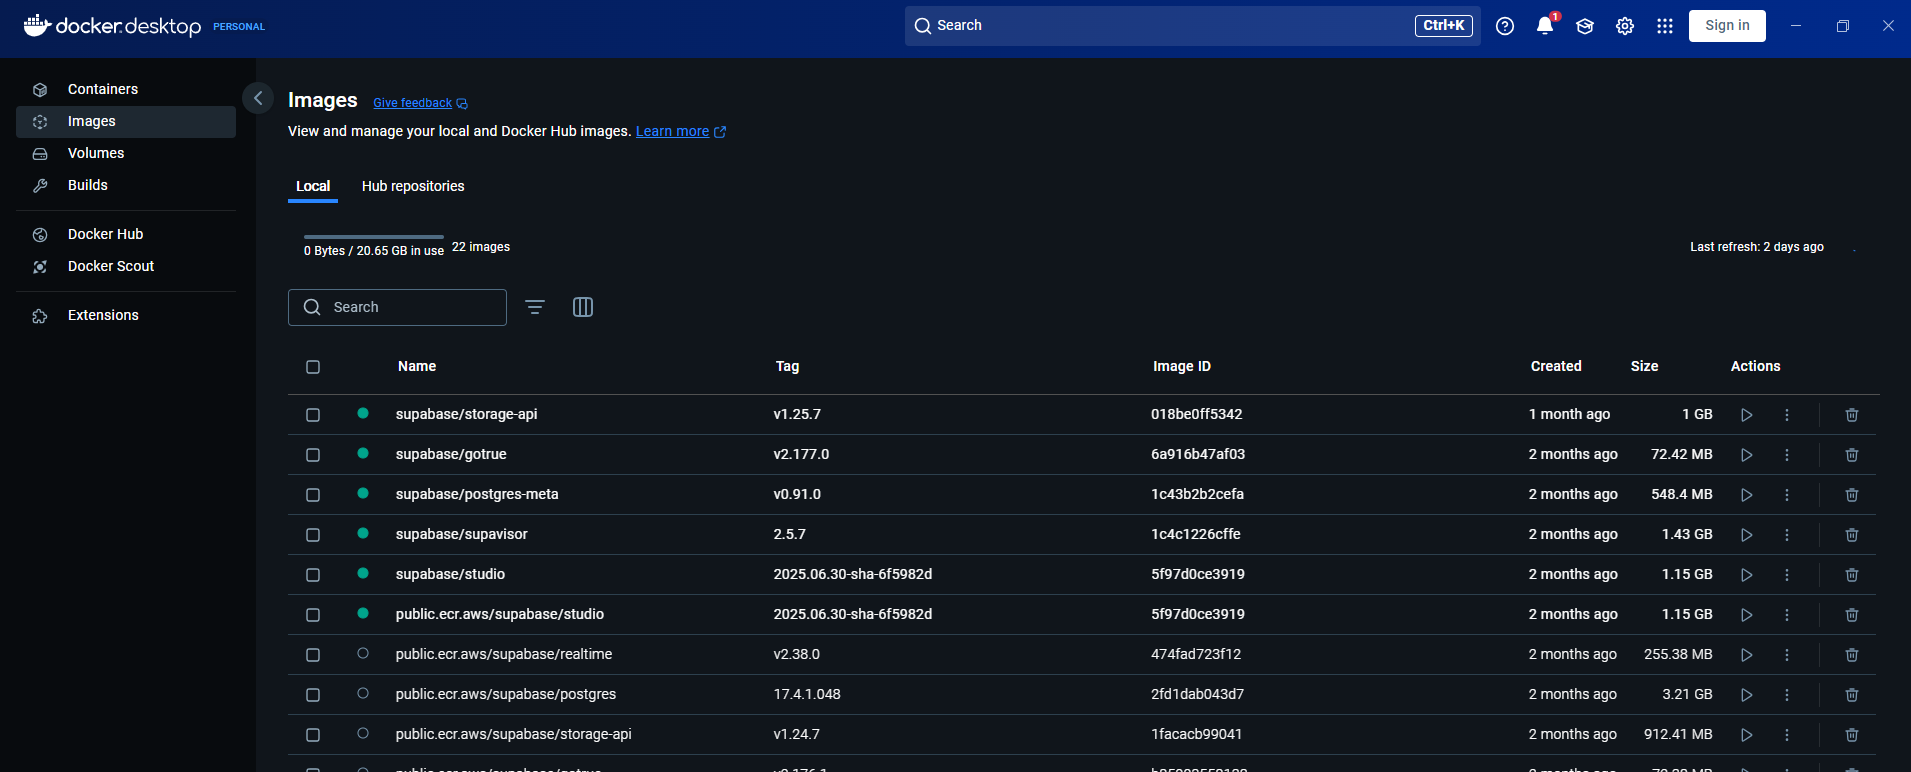 docker.desktop PERSONAL
Search
Ctrl+K
1
Sign in
Containers
Images
Volumes
Builds
Docker Hub
Docker Scout
Extensions
Images Give feedback
View and manage your local and Docker Hub images. Learn more
Local Hub repositories
0 Bytes / 20.65 GB in use 22 images
Last refresh: 2 days ago
Search
Name Tag Image ID Created Size Actions
supabase/storage-api v1.25.7 018be0ff5342 1 month ago 1 GB
supabase/gotrue v2.177.0 6a916b47af03 2 months ago 72.42 MB
supabase/postgres-meta v0.91.0 1c43b2b2cefa 2 months ago 548.4 MB
supabase/supavisor 2.5.7 1c4c1226cffe 2 months ago 1.43 GB
supabase/studio 2025.06.30-sha-6f5982d 5f97d0ce3919 2 months ago 1.15 GB
public.ecr.aws/supabase/studio 2025.06.30-sha-6f5982d 5f97d0ce3919 2 months ago 1.15 GB
public.ecr.aws/supabase/realtime v2.38.0 474fad723f12 2 months ago 255.38 MB
public.ecr.aws/supabase/postgres 17.4.1.048 2fd1dab043d7 2 months ago 3.21 GB
public.ecr.aws/supabase/storage-api v1.24.7 1facacb99041 2 months ago 912.41 MB